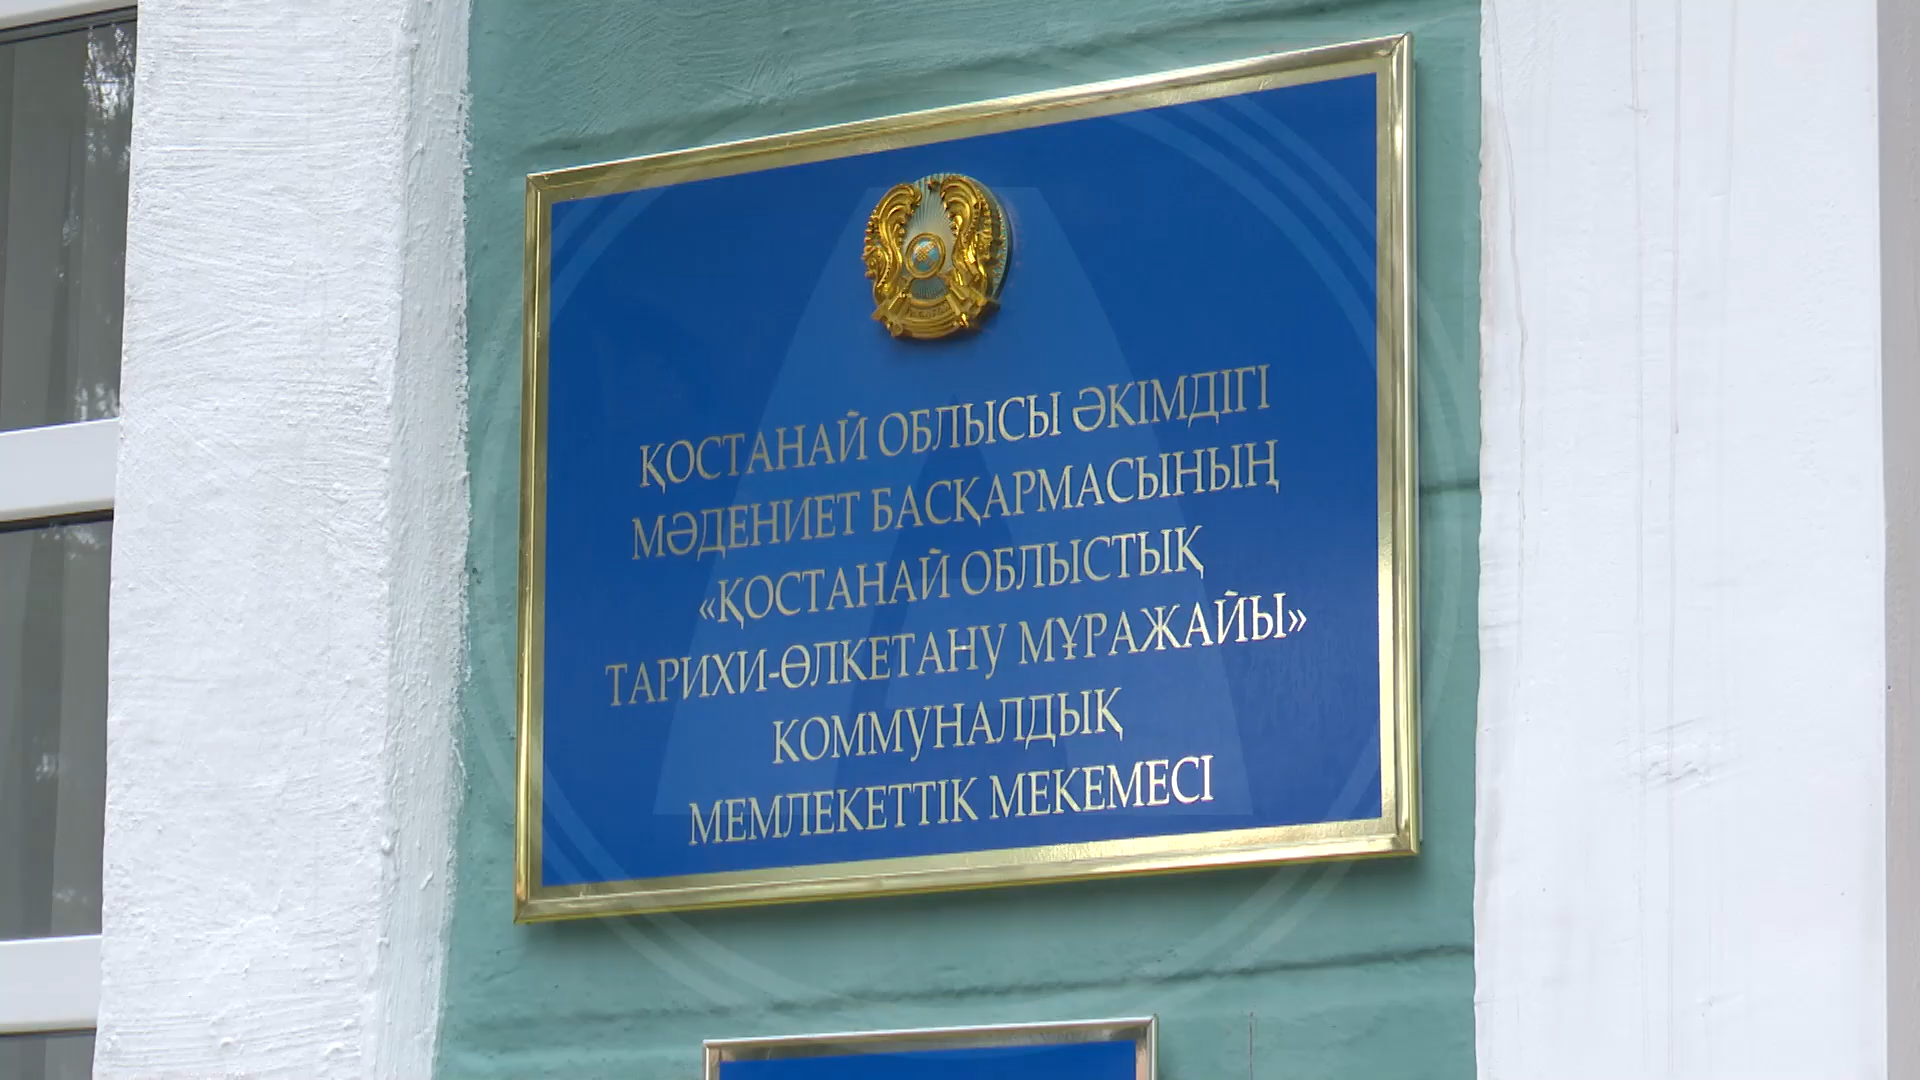 ҚОСТАНАЙ ОБЛЫСЫ ӘКІМДІГІ
МӘДЕНИЕТ БАСҚАРМАСЫНЫҢ
«ҚОСТАНАЙ ОБЛЫСТЫҚ
ТАРИХИ-ӨЛКЕТАНУ МҰРАЖАЙЫ»
КОММУНАЛДЫҚ
МЕМЛЕКЕТТІК МЕКЕМЕСІ